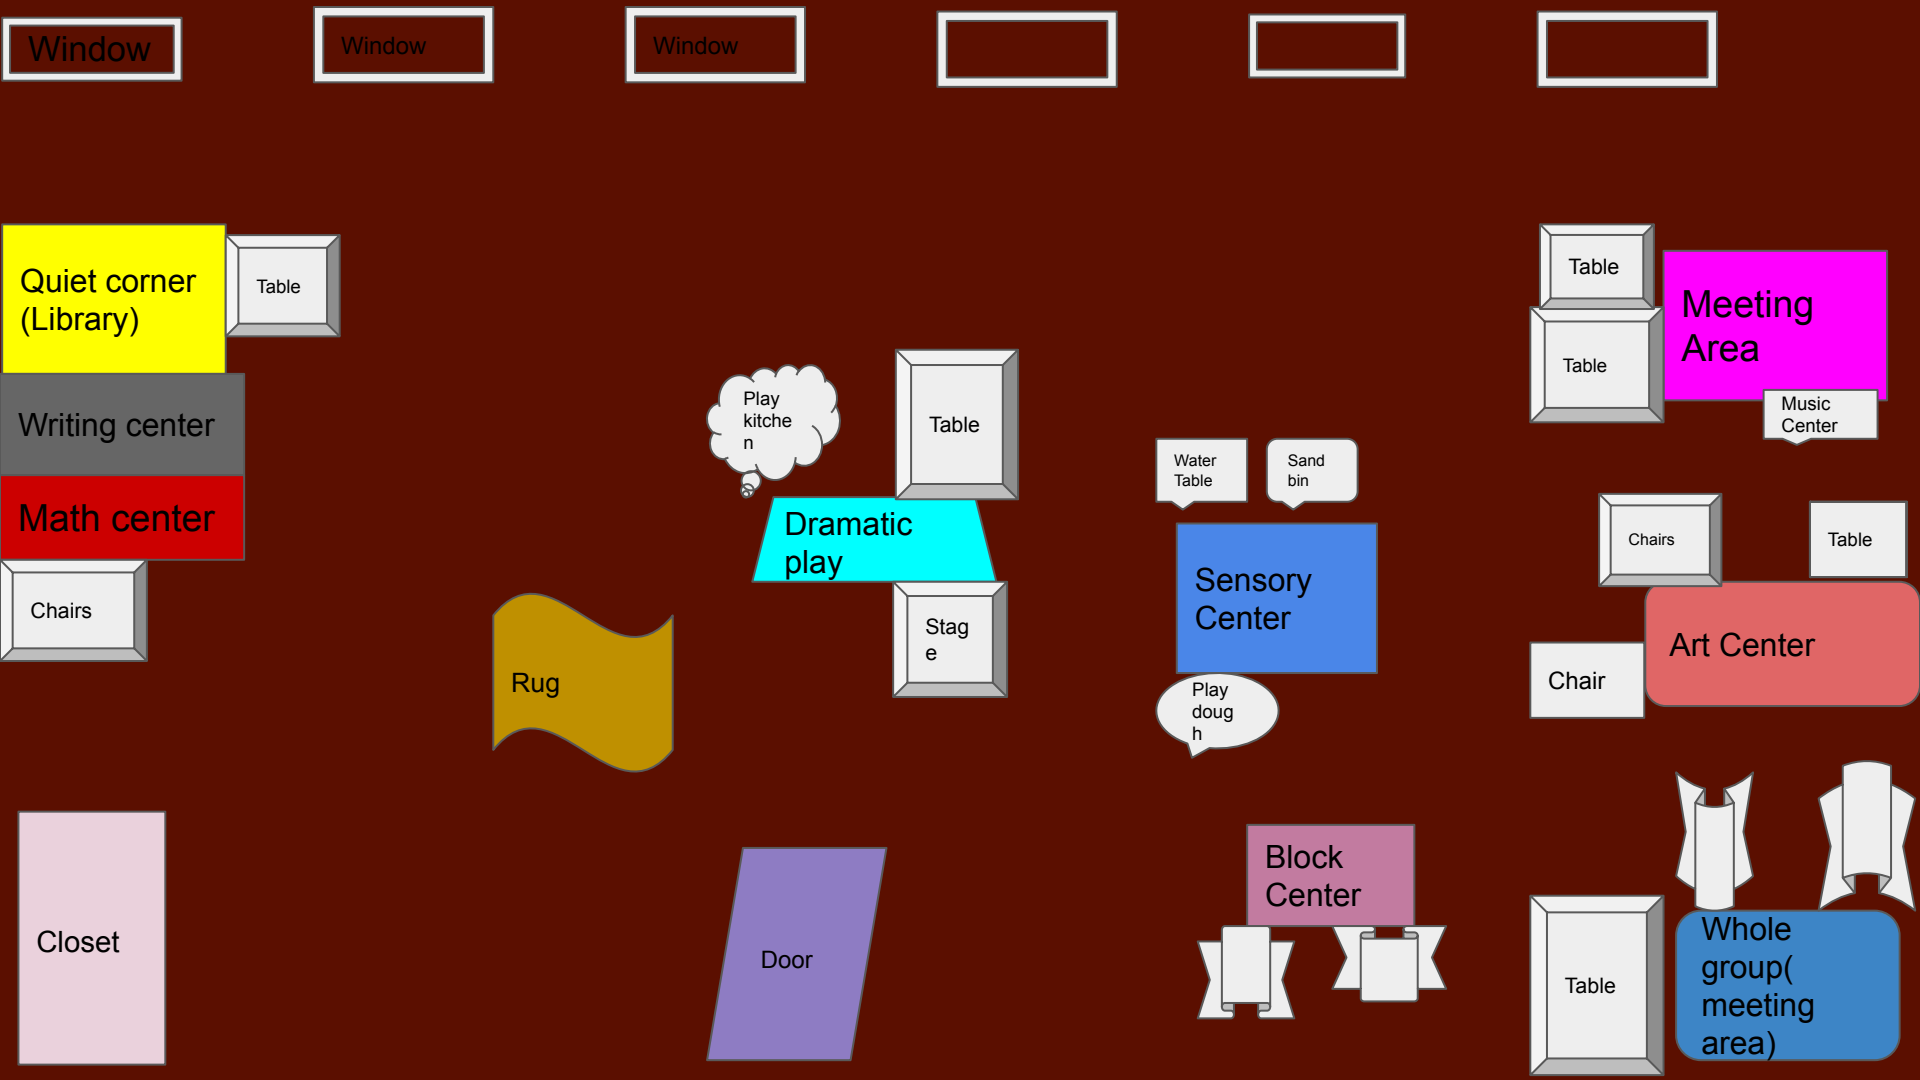 Window
Window
Window
Quiet corner
(Library)
Table
Writing center
Math center
Chairs
Play
kitche
n
Table
Dramatic
play
Stag
e
Rug
Water
Table
Sand
bin
Sensory
Center
Play
doug
h
Table
Table
Meeting
Area
Music
Center
Chairs
Table
Art Center
Chair
Closet
Door
Block
Center
Table
Whole
group(
meeting
area)